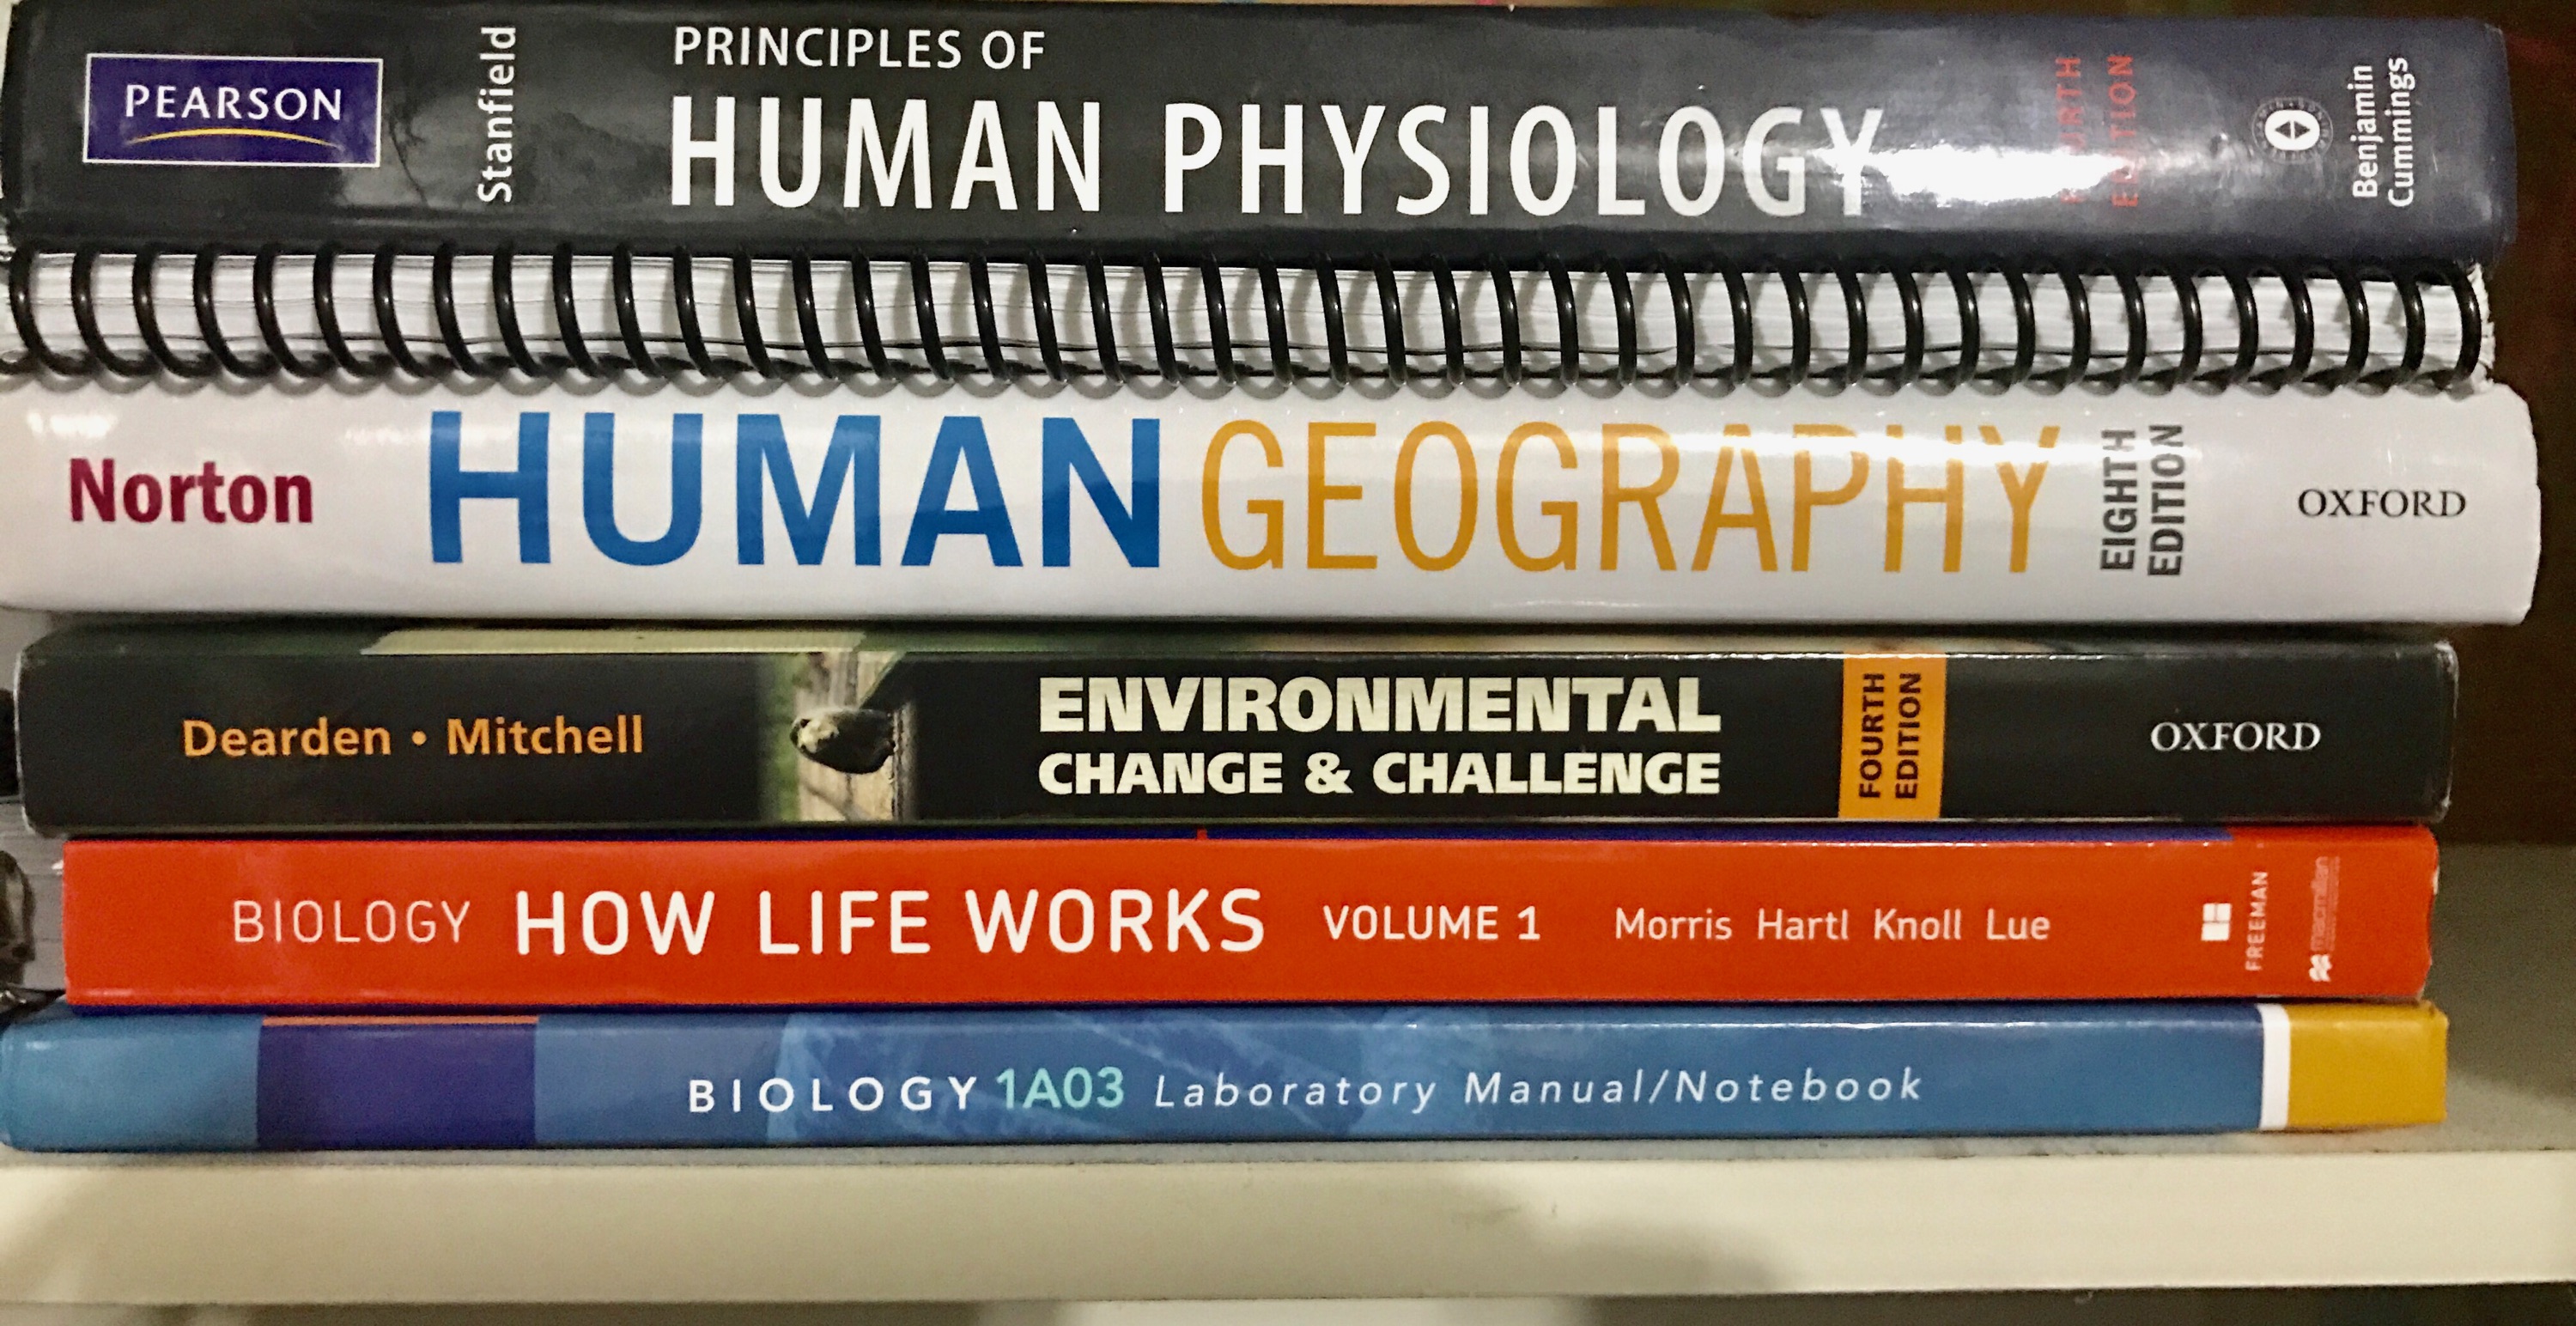 PEARSON
Stanfield
PRINCIPLES OF
HUMAN PHYSIOLOGY
FOURTH
EDITION
Benjamin
Cummings
Norton
HUMAN GEOGRAPHY
EIGHTH
EDITION
OXFORD
Dearden • Mitchell
ENVIRONMENTAL
CHANGE & CHALLENGE
FOURTH
EDITION
OXFORD
BIOLOGY HOW LIFE WORKS VOLUME 1 Morris Hartl Knoll Lue
FREEMAN
macmillan
BIOLOGY 1A03 Laboratory Manual/Notebook